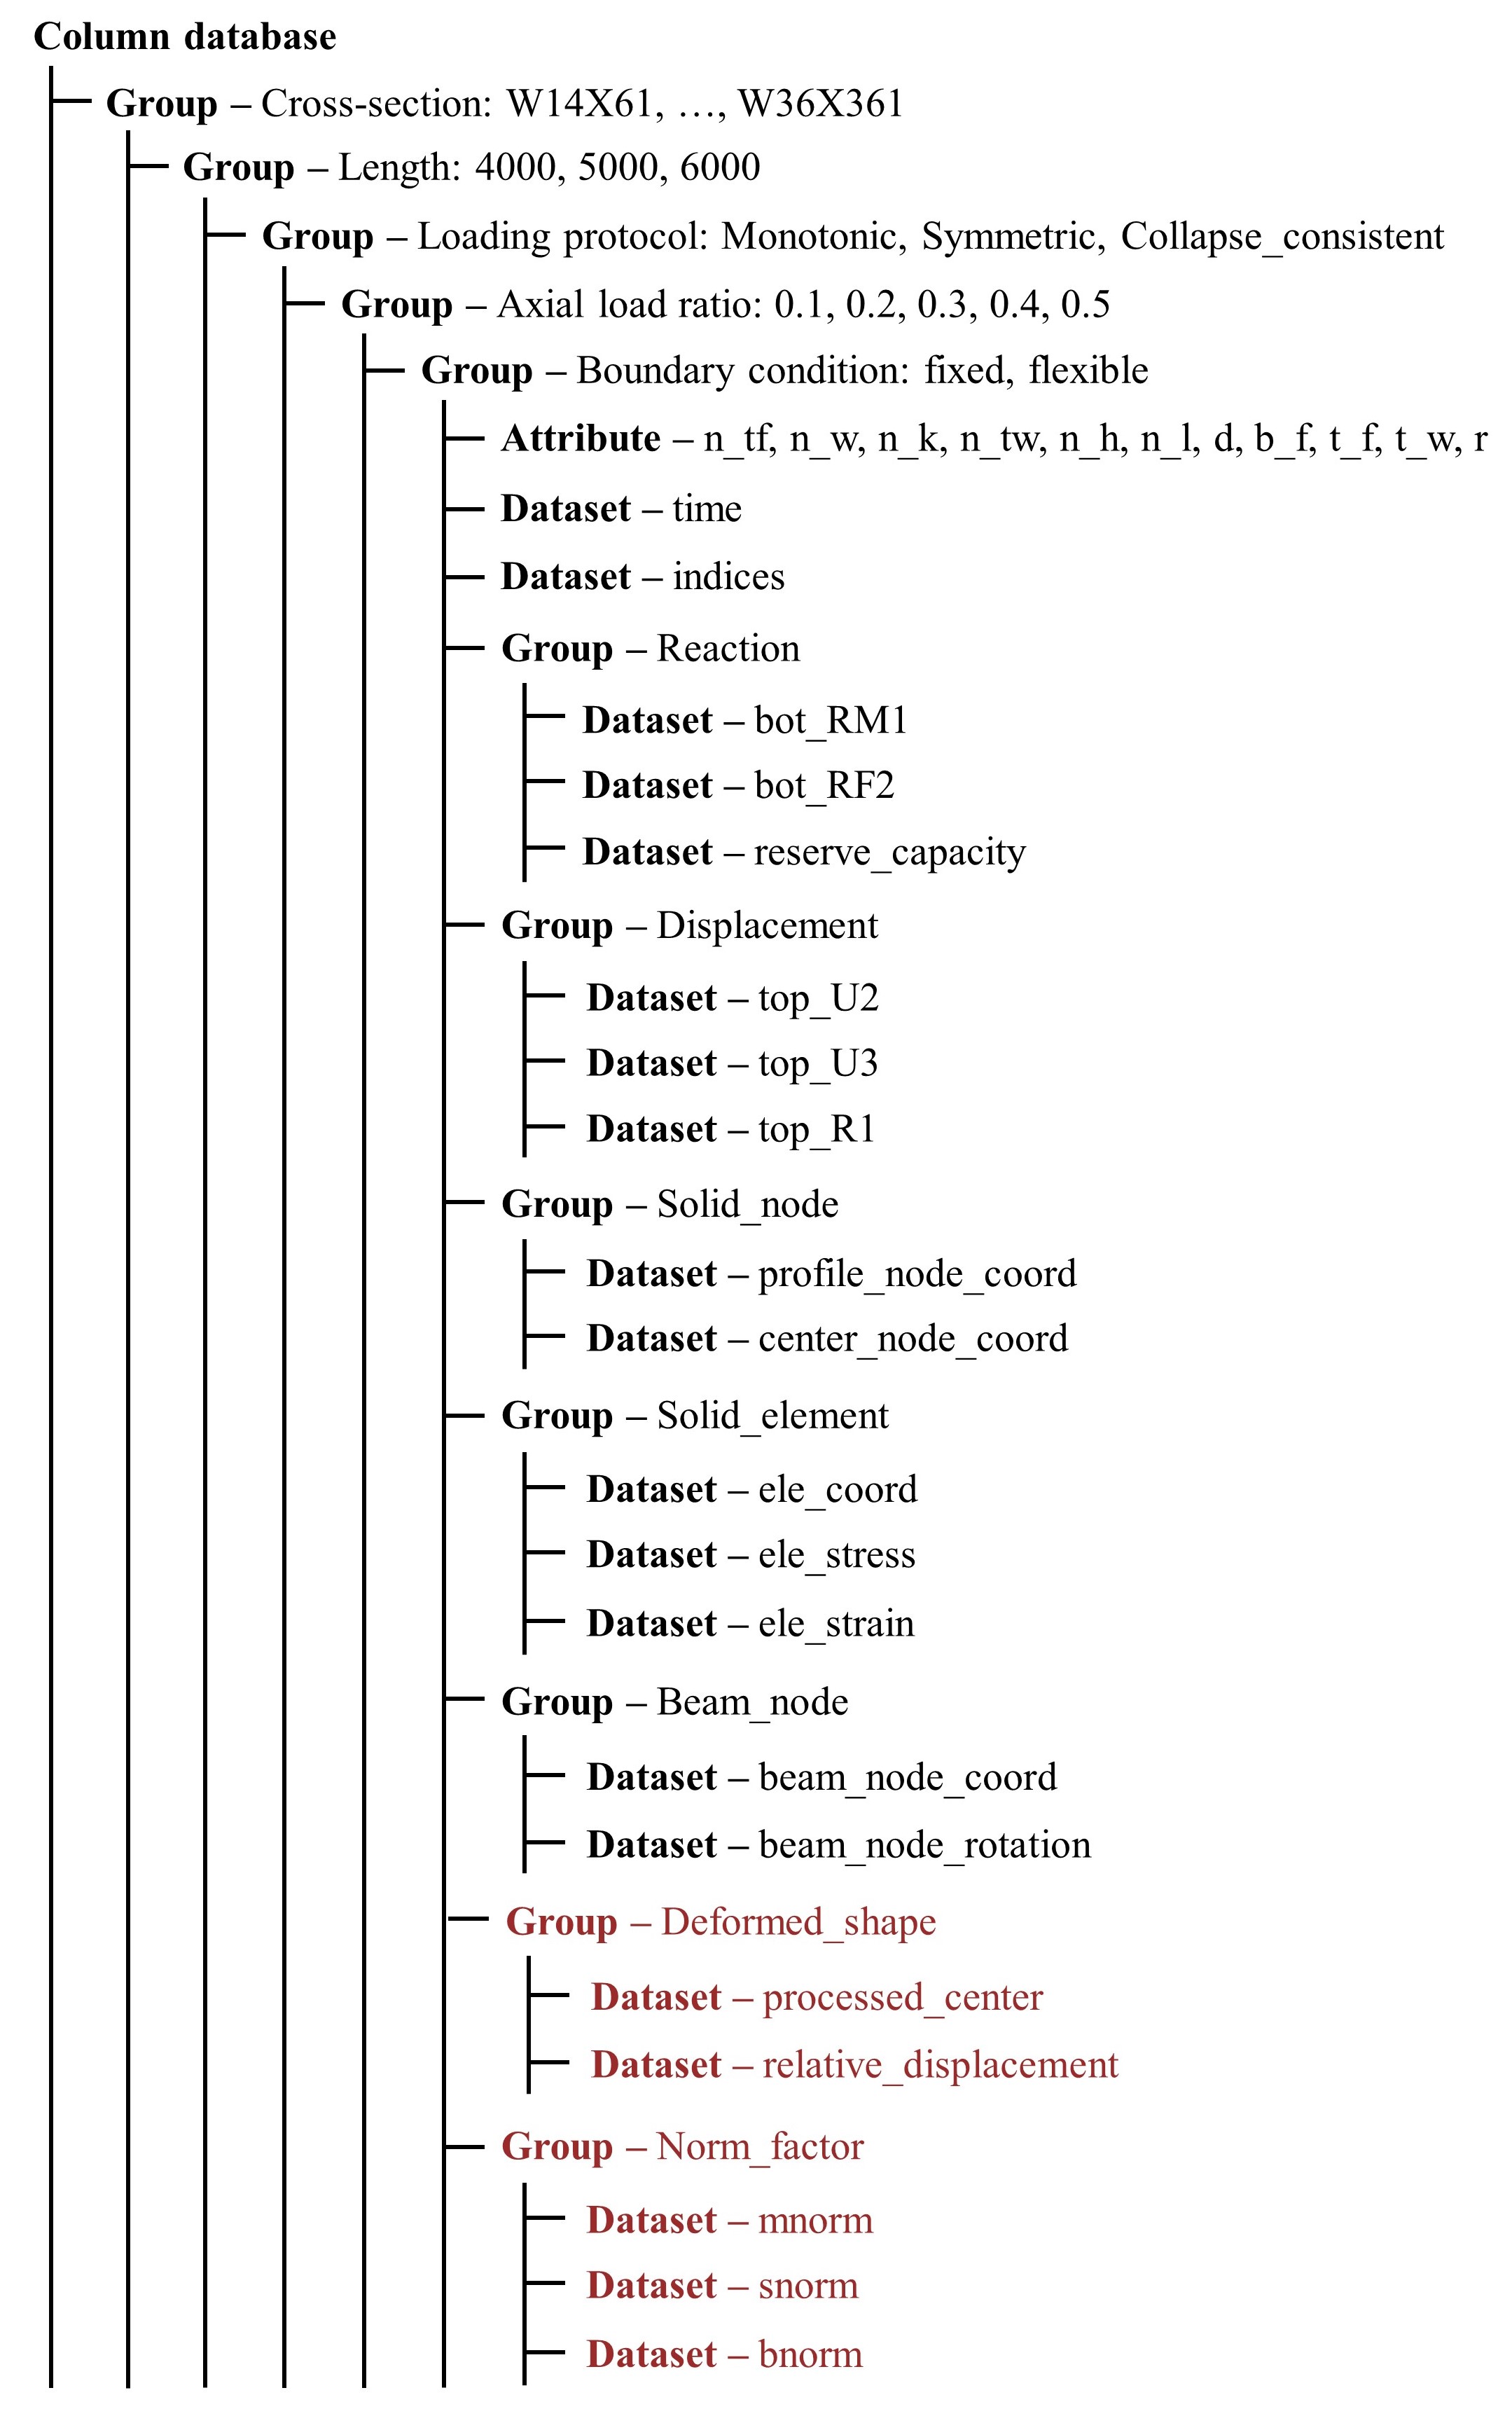 Column database
Group – Cross-section: W14X61, …, W36X361
Group – Length: 4000, 5000, 6000
Group – Loading protocol: Monotonic, Symmetric, Collapse_consistent
Group – Axial load ratio: 0.1, 0.2, 0.3, 0.4, 0.5
Group – Boundary condition: fixed, flexible
Attribute – n_tf, n_w, n_k, n_tw, n_h, n_l, d, b_f, t_f, t_w, r
Dataset – time
Dataset – indices
Group – Reaction
Dataset – bot_RM1
Dataset – bot_RF2
Dataset – reserve_capacity
Group – Displacement
Dataset – top_U2
Dataset – top_U3
Dataset – top_R1
Group – Solid_node
Dataset – profile_node_coord
Dataset – center_node_coord
Group – Solid_element
Dataset – ele_coord
Dataset – ele_stress
Dataset – ele_strain
Group – Beam_node
Dataset – beam_node_coord
Dataset – beam_node_rotation
Group – Deformed_shape
Dataset – processed_center
Dataset – relative_displacement
Group – Norm_factor
Dataset – mnorm
Dataset – snorm
Dataset – bnorm